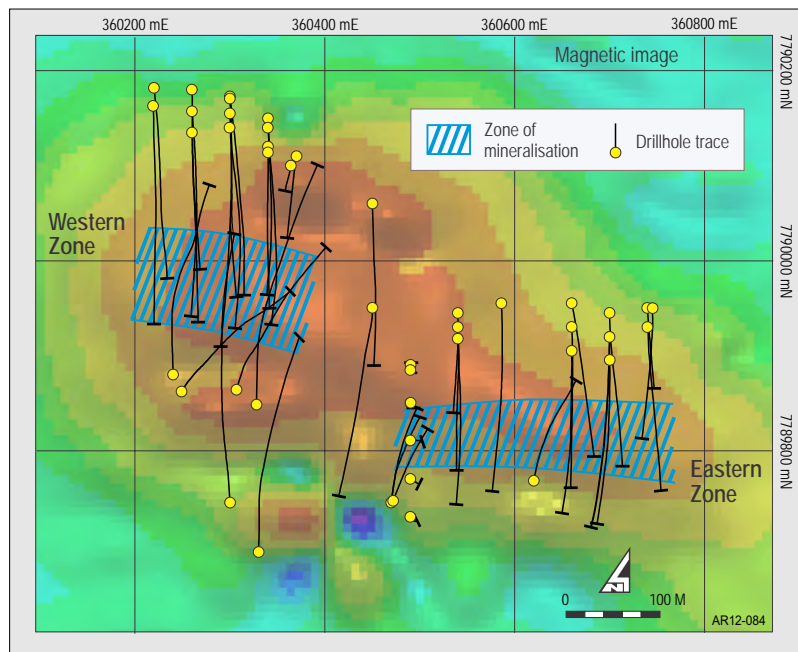 360200 mE
360400 mE
360600 mE
360800 mE
Magnetic image
7790200 mN
Zone of
mineralisation
Drillhole trace
Western
Zone
7790000 mN
7789800 mN
Eastern
Zone
N
0
100 M
AR12-084